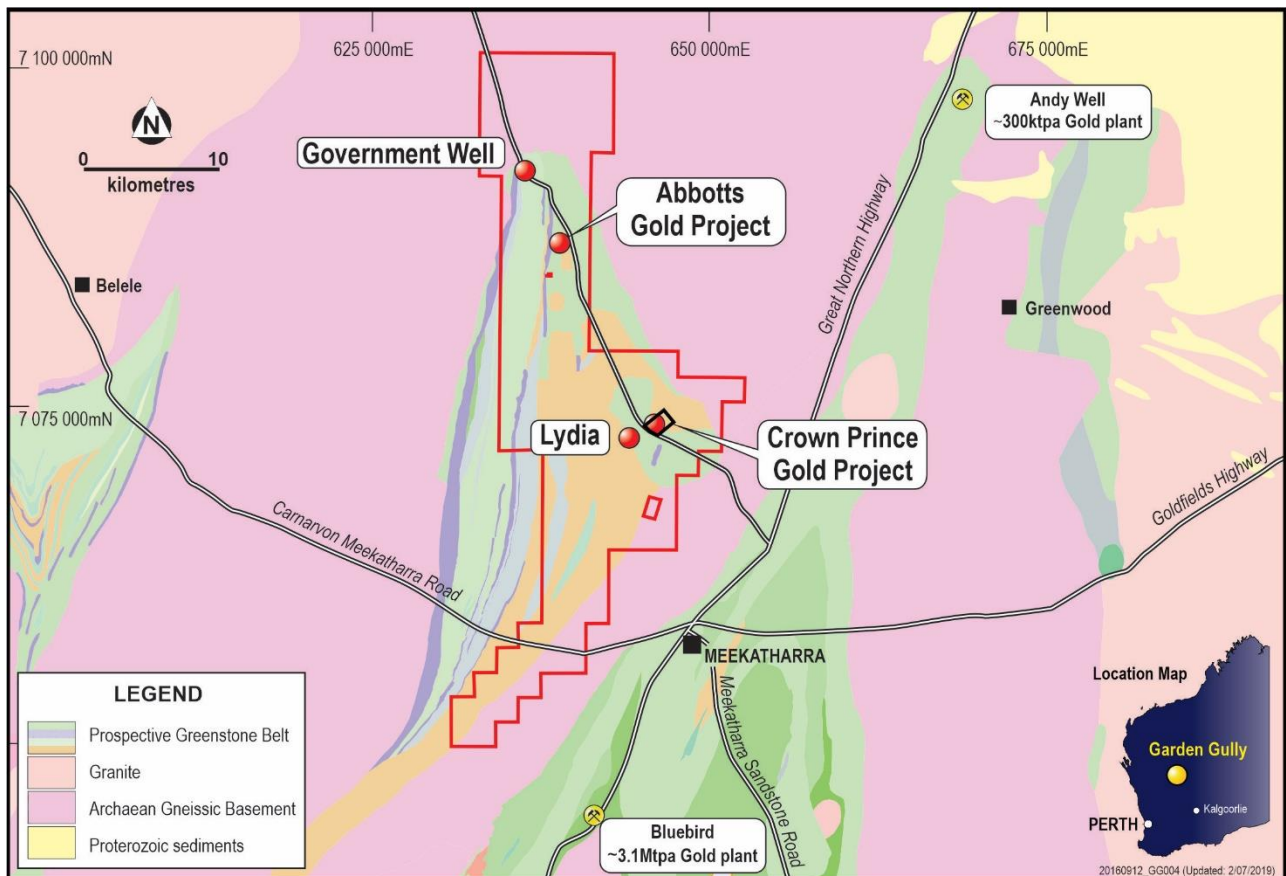 625 000mE
650 000mE
675 000mE
7 100 000mN
N
0 10
kilometres
Government Well
Abbotts
Gold Project
Andy Well
~300ktpa Gold plant
Great Northern Highway
Belele
Greenwood
7 075 000mN
Lydia
Crown Prince
Gold Project
Carnarvon Meekatharra Road
Goldfields Highway
MEEKATHARRA
Meekatharra Sandstone Road
Bluebird
~3.1Mtpa Gold plant
LEGEND
Prospective Greenstone Belt
Granite
Archaean Gneissic Basement
Proterozoic sediments
Location Map
Garden Gully
Kalgoorlie
PERTH
20160912_GG004 (Updated: 2/07/2019)